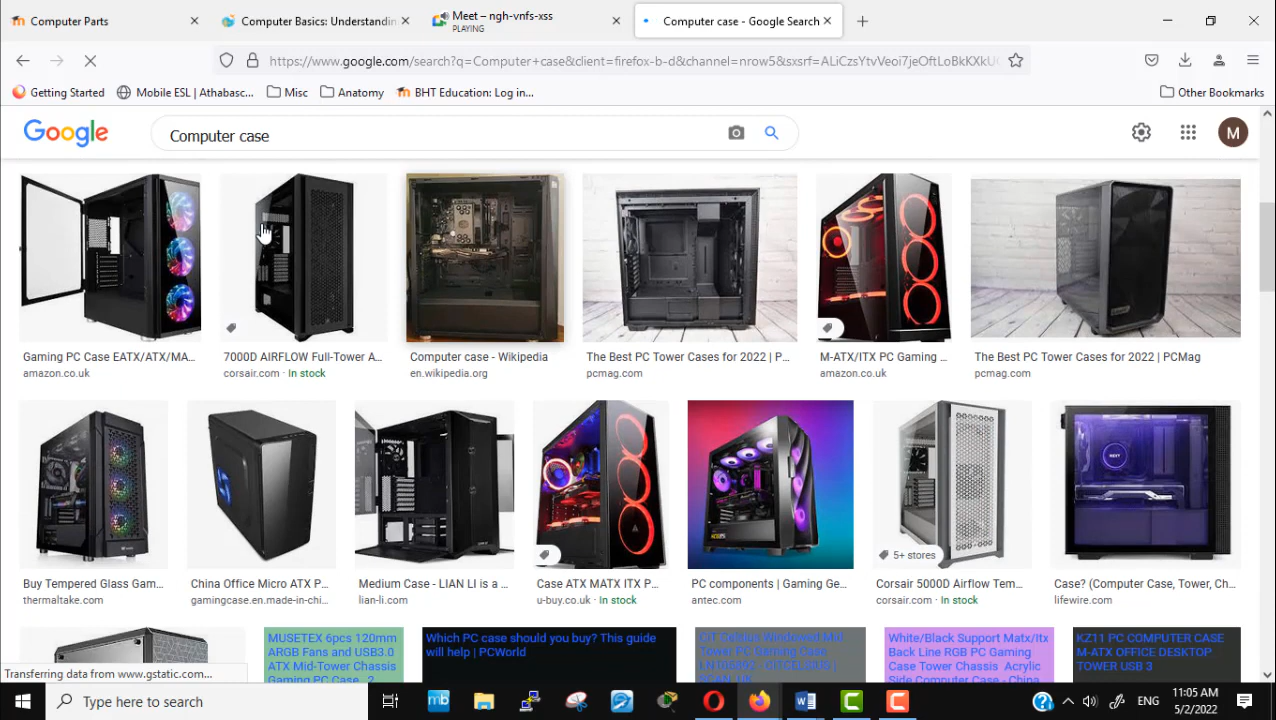 Computer Parts
Computer Basics: Understandin
Meet – ngh-vnfs-xss
PLAYING
Computer case - Google Search
https://www.google.com/search?q=Computer+case&client=firefox-b-d&channel=nrow5&sxsrf=ALiCzsYtvVeoi7jeOftLoBkKXkU
Getting Started
Mobile ESL | Athabasc...
Misc
Anatomy
BHT Education: Log in...
Other Bookmarks
Google
Computer case
M
Gaming PC Case EATX/ATX/MA...
amazon.co.uk
7000D AIRFLOW Full-Tower A...
corsair.com · In stock
Computer case - Wikipedia
en.wikipedia.org
The Best PC Tower Cases for 2022 | P...
pcmag.com
M-ATX/ITX PC Gaming ...
amazon.co.uk
The Best PC Tower Cases for 2022 | PCMag
pcmag.com
5+ stores
Buy Tempered Glass Gam...
thermaltake.com
China Office Micro ATX P...
gamingcase.en.made-in-chi...
Medium Case - LIAN LI is a ...
lian-li.com
Case ATX MATX ITX P...
u-buy.co.uk · In stock
PC components | Gaming Ge...
antec.com
Corsair 5000D Airflow Tem...
corsair.com · In stock
Case? (Computer Case, Tower, Ch...
lifewire.com
MUSETEX 6pcs 120mm
ARGB Fans and USB3.0
ATX Mid-Tower Chassis
Gaming PC Case, 2
Which PC case should you buy? This guide
will help | PCWorld
CiT Celsius Windowed Mid
Tower PC Gaming Case
White/Black Support Matx/Itx
Back Line RGB PC Gaming
Case Tower Chassis Acrylic
Side Computer Case - China
KZ11 PC COMPUTER CASE
M-ATX OFFICE DESKTOP
TOWER USB 3
Transferring data from www.gstatic.com...
Type here to search
mb
ENG
11:05 AM
5/2/2022